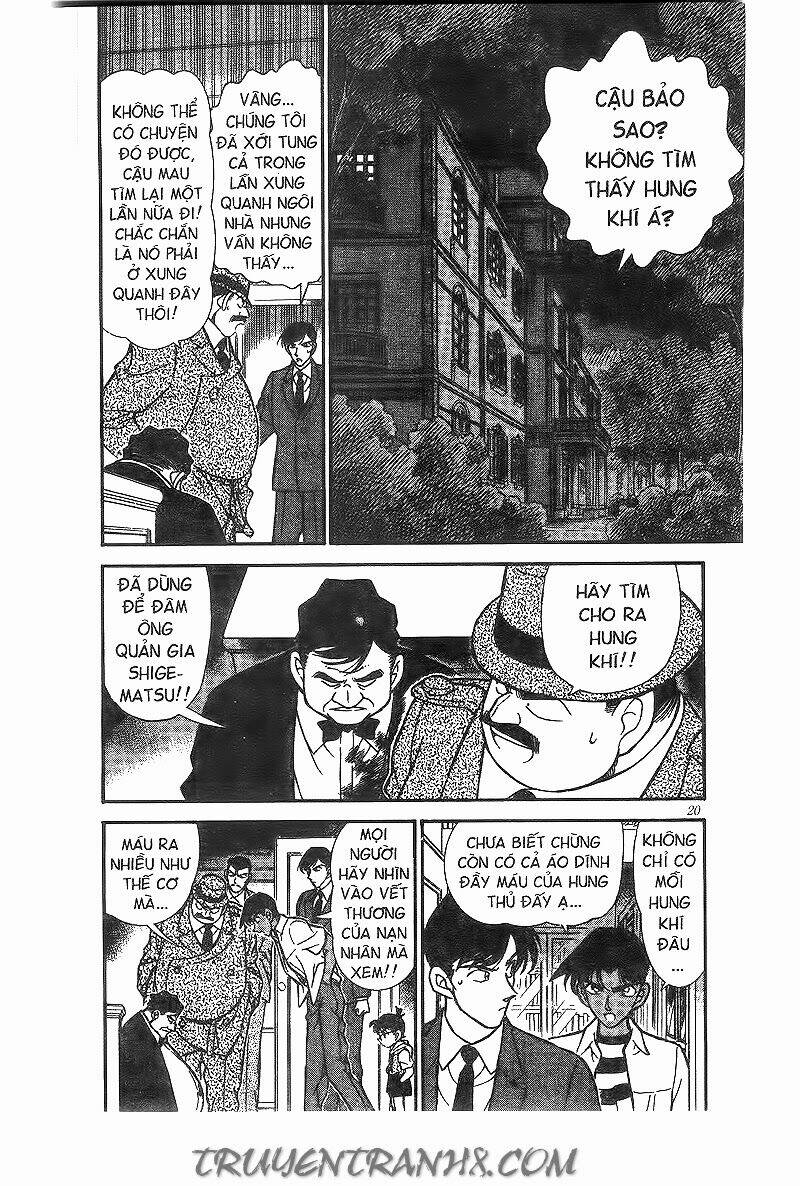 CẬU BẢO
SAO?
KHÔNG TÌM
THẤY HUNG
KHÍ Á?
VÂNG...
CHÚNG TÔI
ĐÃ XỚI TUNG
CẢ TRONG
LẪN XUNG
QUANH NGÔI
NHÀ NHƯNG
VẪN KHÔNG
THẤY...
KHÔNG THỂ
CÓ CHUYỆN
ĐÓ ĐƯỢC,
CẬU MAU
TÌM LẠI MỘT
LẦN NỮA ĐI!
CHẮC CHẮN
LÀ NÓ PHẢI
Ở XUNG
QUANH ĐÂY
THÔI!
HÃY TÌM
CHO RA
HUNG
KHÍ!!
ĐÃ DÙNG
ĐỂ ĐÂM
ÔNG
QUẢN GIA
SHIGE-
MATSU!!
20
KHÔNG
CHỈ CÓ
MỖI
HUNG
KHÍ
ĐÂU
...
CHƯA BIẾT CHỪNG
CÒN CÓ CẢ ÁO DÍNH
ĐẦY MÁU CỦA HUNG
THỦ ĐẤY Ạ...
MỌI
NGƯỜI
HÃY NHÌN
VÀO VẾT
THƯƠNG
CỦA NẠN
NHÂN MÀ
XEM!!
MÁU RA
NHIỀU NHƯ
THẾ CƠ
MÀ...
TRUYENTRANH8.COM